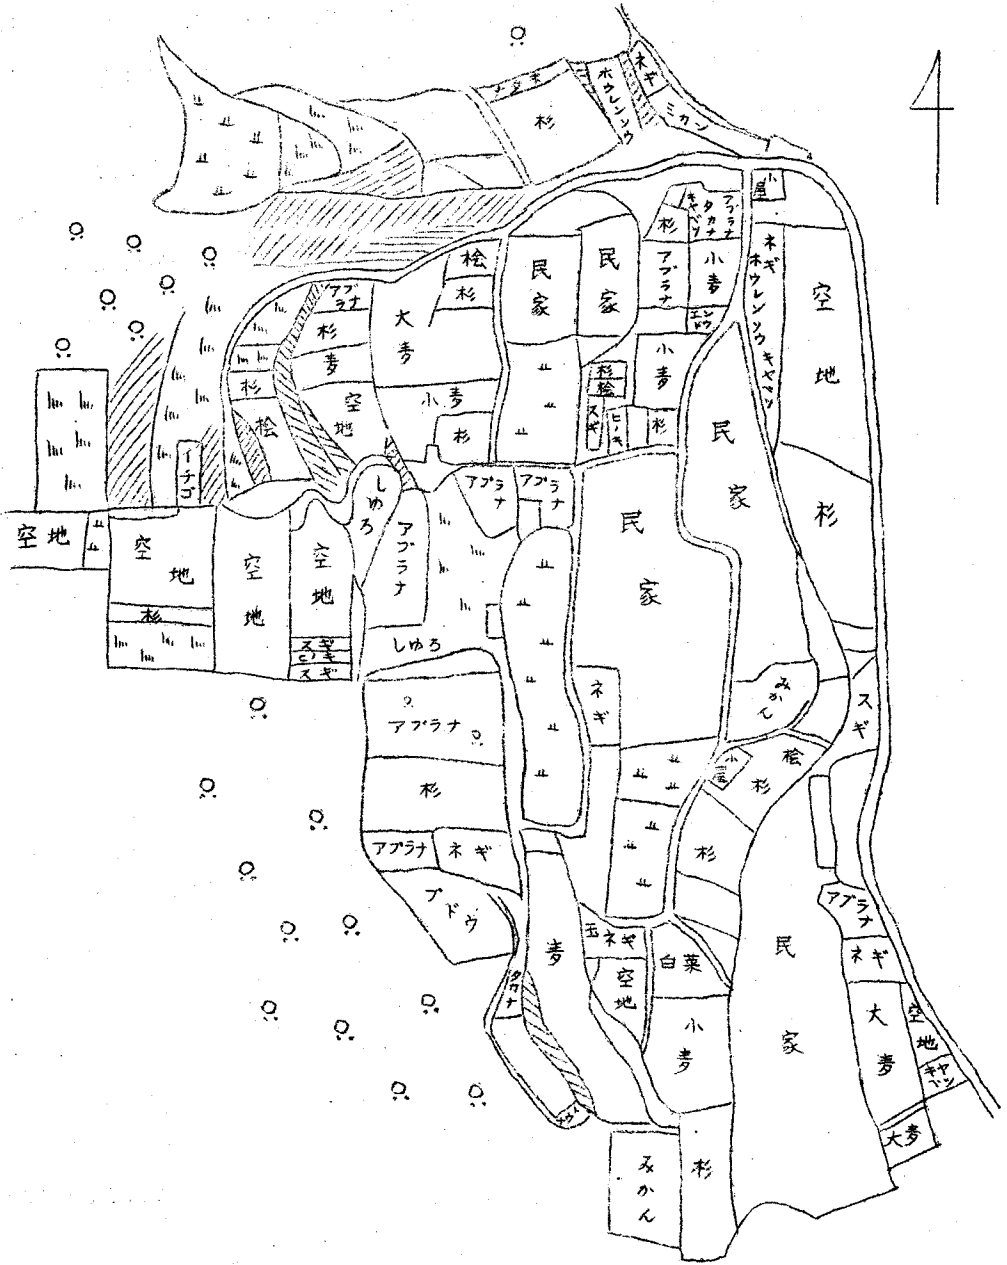 ネギ
ホウレンソウ
杉
ミカン
小屋
キャベツ
タカナ
アブラナ
杉
ネギ ホウレンソウ キャベツ
空地
桧
杉
民家
民家
アブラナ
小麦
エンドウ
アブラナ
大麦
杉
麦
小麦
杉
桧
小麦
杉
空地
小麦
スギ
ヒノキ
杉
民家
桧
杉
イチゴ
しゅろ
アブラナ
アブラナ
民家
杉
空地
空地
空地
空地
アブラナ
杉
スギ
ヒノキ
スギ
しゅろ
みかん
ネギ
スギ
アブラナ
小屋
桧
杉
杉
杉
アブラナ
ネギ
ブドウ
麦
玉ネギ
白菜
民家
アブラナ
ネギ
タカナ
空地
小麦
大麦
空地
キャベツ
大麦
みかん
杉